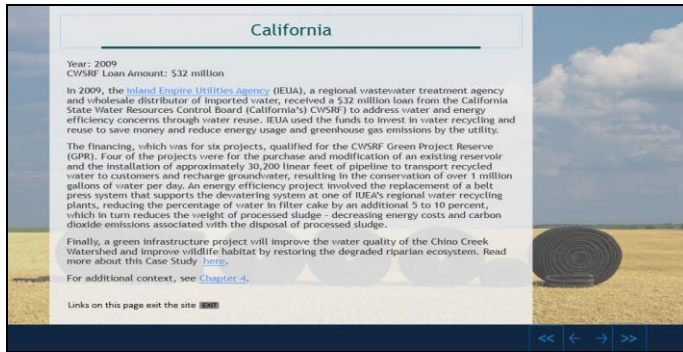 California
Year: 2009
CWSRF Loan Amount: $32 million
In 2009, the Inland Empire Utilities Agency (IEUA), a regional wastewater treatment agency
and wholesale distributor of imported water, received a $32 million loan from the California
State Water Resources Control Board (California's) CWSRF) to address water and energy
efficiency concerns through water reuse. IEUA used the funds to invest in water recycling and
reuse to save money and reduce energy usage and greenhouse gas emissions by the utility.
The financing, which was for six projects, qualified for the CWSRF Green Project Reserve
(GPR). Four of the projects were for the purchase and modification of an existing reservoir
and the installation of approximately 30,200 linear feet of pipeline to transport recycled
water to customers and recharge groundwater, resulting in the conservation of over 1 million
gallons of water per day. An energy efficiency project involved the replacement of a belt
press system that supports the dewatering system at one of IUEA's regional water recycling
plants, reducing the percentage of water in filter cake by an additional 5 to 10 percent,
which in turn reduces the weight of processed sludge - decreasing energy costs and carbon
dioxide emissions associated with the disposal of processed sludge.
Finally, a green infrastructure project will improve the water quality of the Chino Creek
Watershed and improve wildlife habitat by restoring the degraded riparian ecosystem. Read
more about this Case Study here.
For additional context, see Chapter 4.
Links on this page exit the site EXIT
<< ← → >>